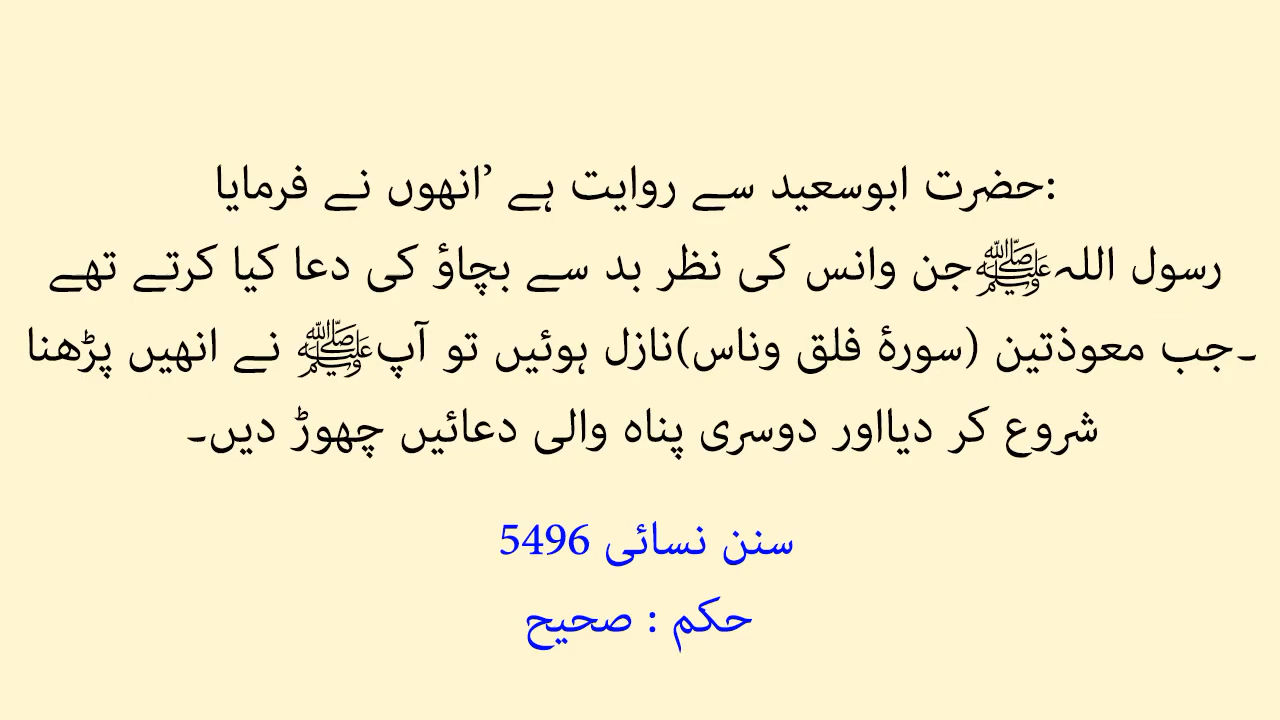 حضرت ابوسعید سے روایت ہے ’انھوں نے فرمایا:
رسول اللہﷺجن وانس کی نظر بد سے بچاؤ کی دعا کیا کرتے تھے
۔جب معوذتین (سورۂ فلق وناس)نازل ہوئیں تو آپﷺ نے انھیں پڑھنا
شروع کر دیااور دوسری پناہ والی دعائیں چھوڑ دیں۔
سنن نسائی 5496
حکم : صحیح